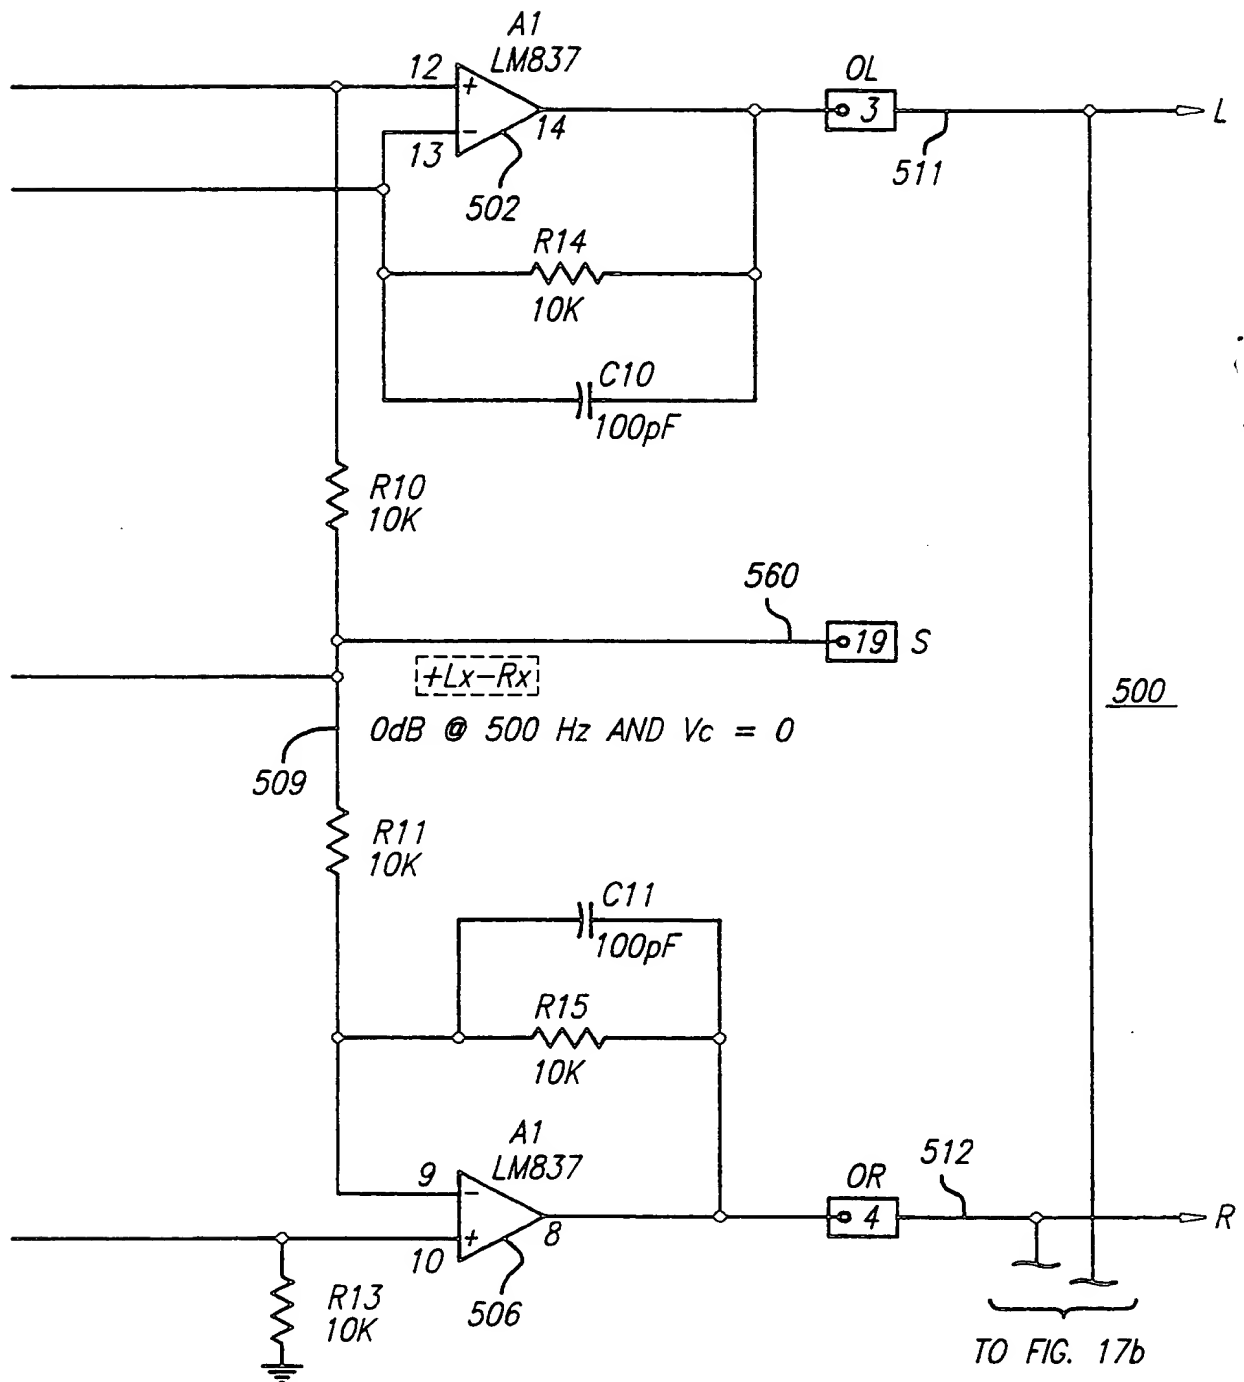 A1
LM837
12
+
-
13
14
502
OL
3
511
L
R14
10K
C10
100pF
R10
10K
560
19 S
+Lx-Rx
0dB @ 500 Hz AND Vc = 0
500
509
R11
10K
C11
100pF
R15
10K
A1
LM837
9
-
+
10
8
506
OR
4
512
R
R13
10K
TO FIG. 17b